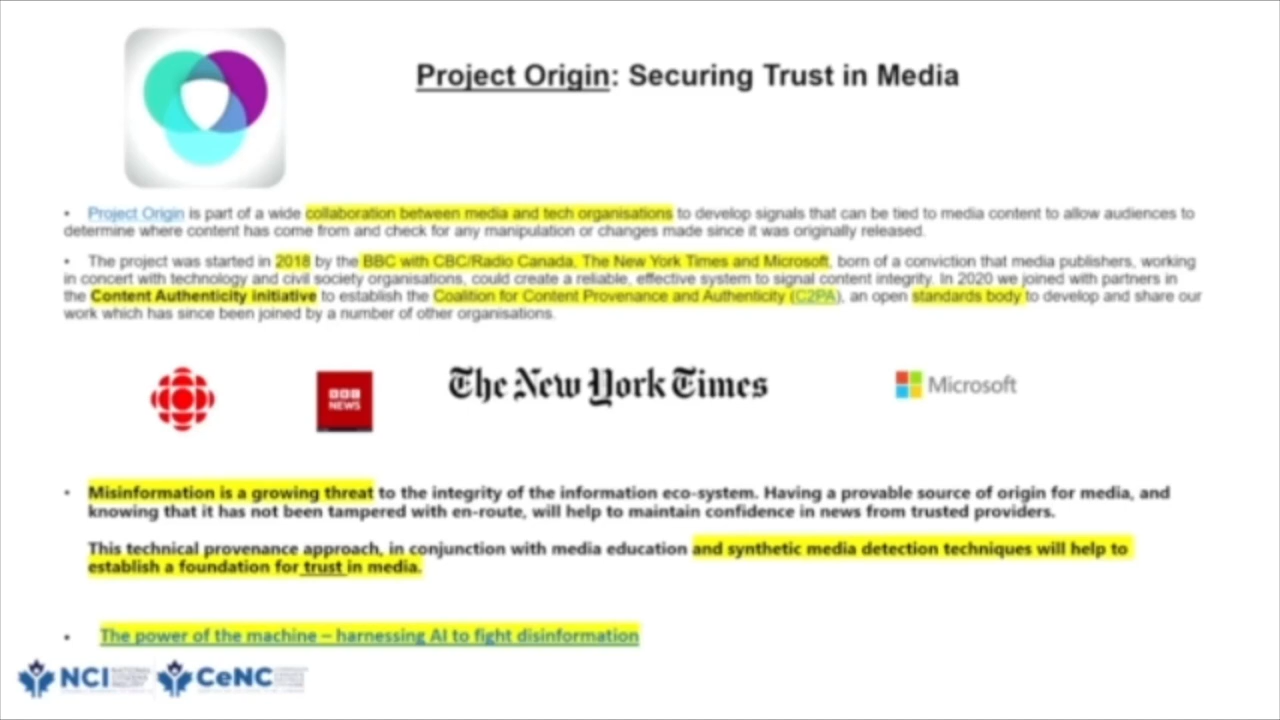 Project Origin: Securing Trust in Media
• Project Origin is part of a wide collaboration between media and tech organisations to develop signals that can be tied to media content to allow audiences to
determine where content has come from and check for any manipulation or changes made since it was originally released.
• The project was started in 2018 by the BBC with CBC/Radio Canada, The New York Times and Microsoft, born of a conviction that media publishers, working
in concert with technology and civil society organisations, could create a reliable, effective system to signal content integrity. In 2020 we joined with partners in
the Content Authenticity Initiative to establish the Coalition for Content Provenance and Authenticity (C2PA), an open standards body to develop and share our
work which has since been joined by a number of other organisations.
BBC
NEWS
The New York Times
Microsoft
• Misinformation is a growing threat to the integrity of the information eco-system. Having a provable source of origin for media, and
knowing that it has not been tampered with en-route, will help to maintain confidence in news from trusted providers.
This technical provenance approach, in conjunction with media education and synthetic media detection techniques will help to
establish a foundation for trust in media.
• The power of the machine – harnessing AI to fight disinformation
NCI
CeNC